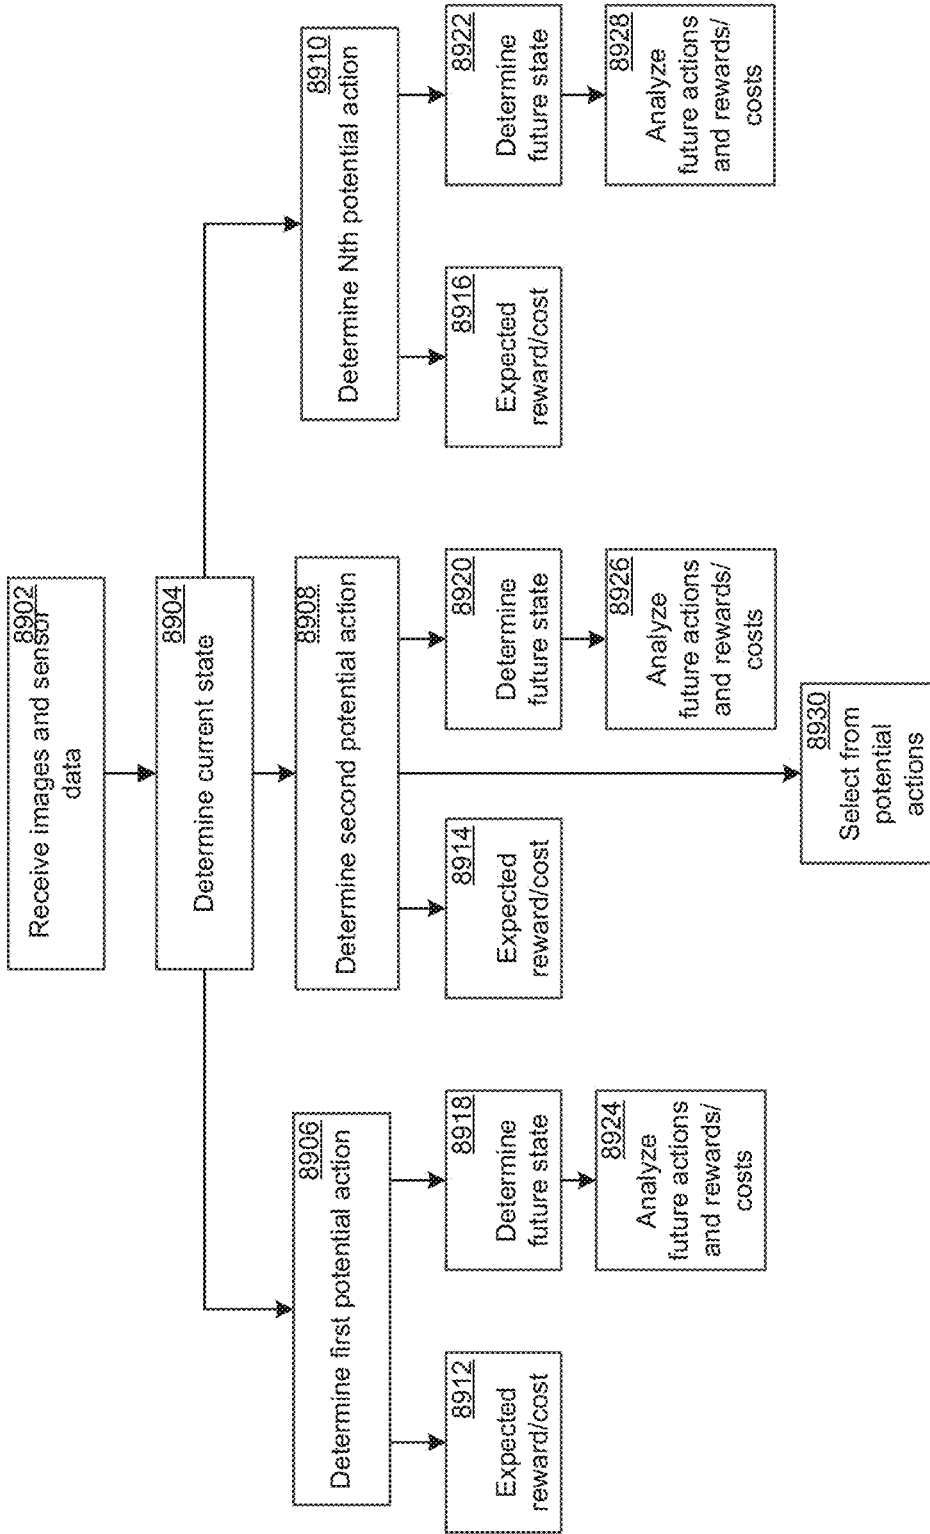 8902
Receive images and sensor
data
8904
Determine current state
8906
Determine first potential action
8908
Determine second potential action
8910
Determine Nth potential action
8912
Expected
reward/cost
8918
Determine
future state
8914
Expected
reward/cost
8920
Determine
future state
8916
Expected
reward/cost
8922
Determine
future state
8924
Analyze
future actions
and rewards/
costs
8926
Analyze
future actions
and rewards/
costs
8928
Analyze
future actions
and rewards/
costs
8930
Select from
potential
actions